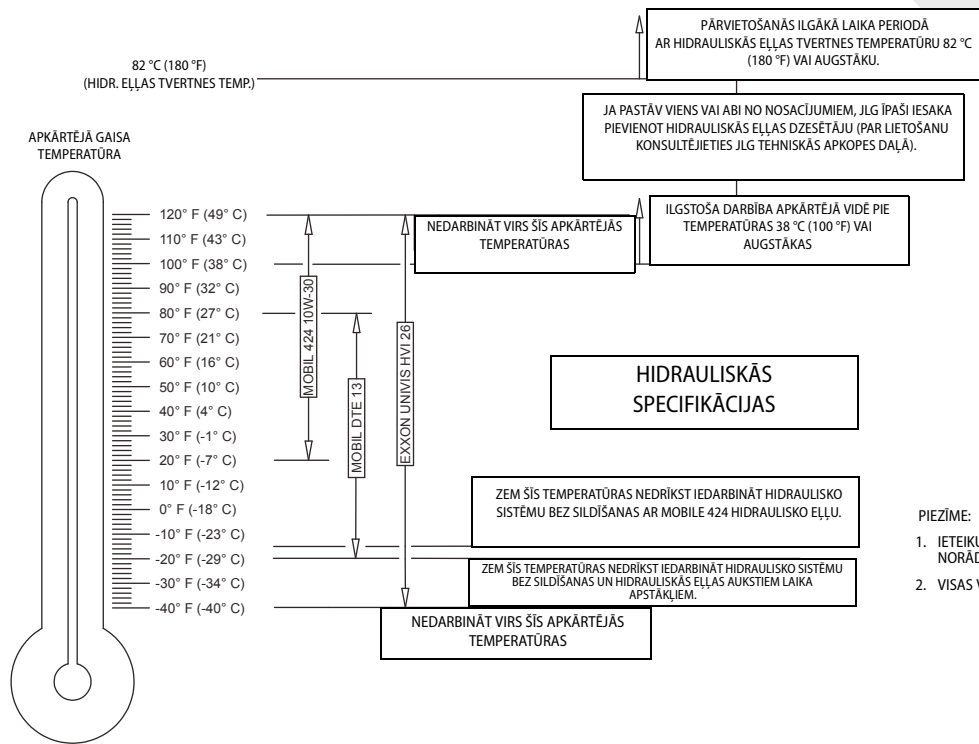 PĀRVIETOŠANĀS ILGĀKĀ LAIKA PERIODĀ
AR HIDRAULISKĀS EĻĻAS TVERTNES TEMPERATŪRU 82 °C
(180 °F) VAI AUGSTĀKU.
82 °C (180 °F)
(HIDR. EĻĻAS TVERTNES TEMP.)
JA PASTĀV VIENS VAI ABI NO NOSACĪJUMIEM, JLG ĪPAŠI IESAKA
PIEVIENOT HIDRAULISKĀS EĻĻAS DZESĒTĀJU (PAR LIETOŠANU
KONSULTĒJIETIES JLG TEHNISKĀS APKOPES DAĻĀ).
APKĀRTĒJĀ GAISA
TEMPERATŪRA
ILGSTOŠA DARBĪBA APKĀRTĒJĀ VIDĒ PIE
TEMPERATŪRAS 38 °C (100 °F) VAI
AUGSTĀKAS
NEDARBINĀT VIRS ŠĪS APKĀRTĒJĀS
TEMPERATŪRAS
120° F (49° C)
110° F (43° C)
100° F (38° C)
90° F (32° C)
80° F (27° C)
70° F (21° C)
60° F (16° C)
50° F (10° C)
40° F (4° C)
30° F (-1° C)
20° F (-7° C)
10° F (-12° C)
0° F (-18° C)
-10° F (-23° C)
-20° F (-29° C)
-30° F (-34° C)
-40° F (-40° C)
MOBIL 424 10W-30
MOBIL DTE 13
EXXON UNIVIS HVI 26
HIDRAULISKĀS
SPECIFIKĀCIJAS
ZEM ŠĪS TEMPERATŪRAS NEDRĪKST IEDARBINĀT HIDRAULISKO
SISTĒMU BEZ SILDĪŠANAS AR MOBILE 424 HIDRAULISKO EĻĻU.
ZEM ŠĪS TEMPERATŪRAS NEDRĪKST IEDARBINĀT HIDRAULISKO SISTĒMU
BEZ SILDĪŠANAS UN HIDRAULISKĀS EĻĻAS AUKSTIEM LAIKA
APSTĀKĻIEM.
NEDARBINĀT VIRS ŠĪS APKĀRTĒJĀS
TEMPERATŪRAS
PIEZĪME:
1. IETEIKU
NORĀD
2. VISAS V